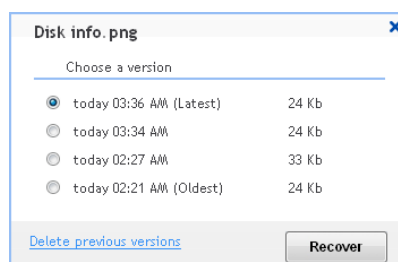 Disk info.png
Choose a version
today 03:36 AM (Latest) 24 Kb
today 03:34 AM 24 Kb
today 02:27 AM 33 Kb
today 02:21 AM (Oldest) 24 Kb
Delete previous versions Recover